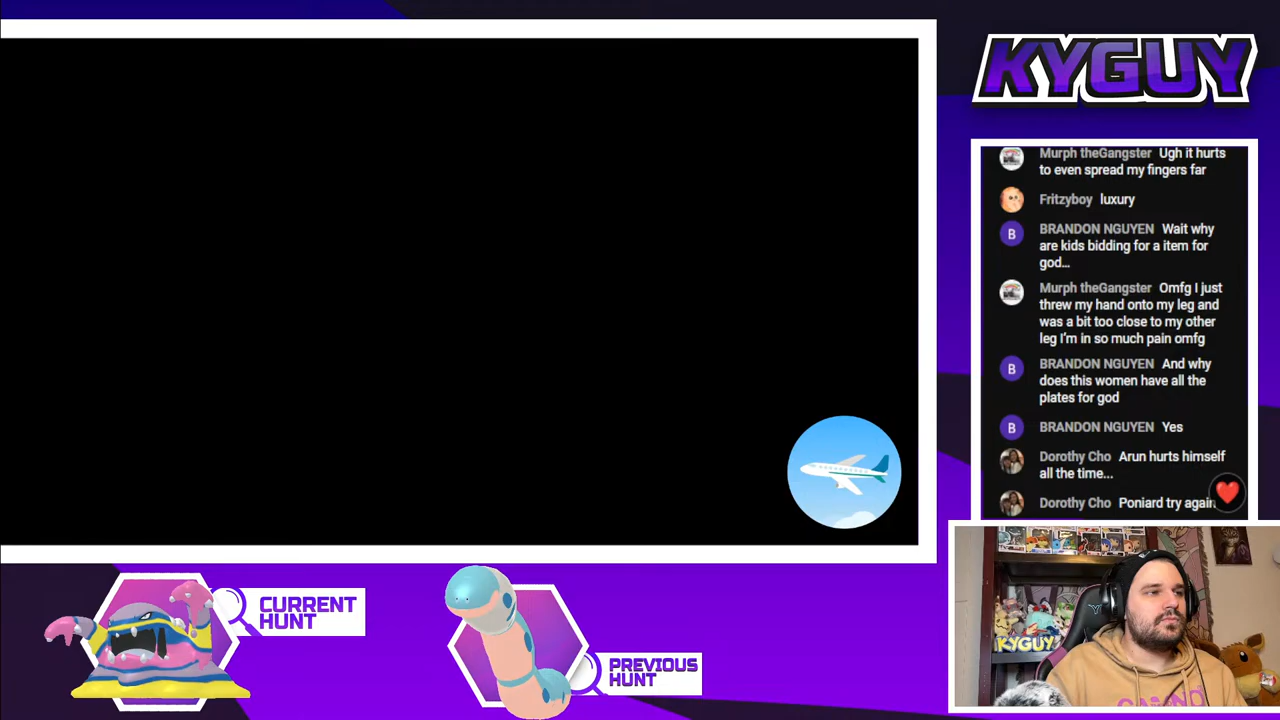 KYGUY
Murph theGangster Ugh it hurts
to even spread my fingers far
Fritzyboy luxury
B BRANDON NGUYEN Wait why
are kids bidding for a item for
god...
Murph theGangster Omfg I just
threw my hand onto my leg and
was a bit too close to my other
leg I'm in so much pain omfg
B BRANDON NGUYEN And why
does this women have all the
plates for god
B BRANDON NGUYEN Yes
Dorothy Cho Arun hurts himself
all the time...
Dorothy Cho Poniard try again
CURRENT
HUNT
PREVIOUS
HUNT
KYGUY